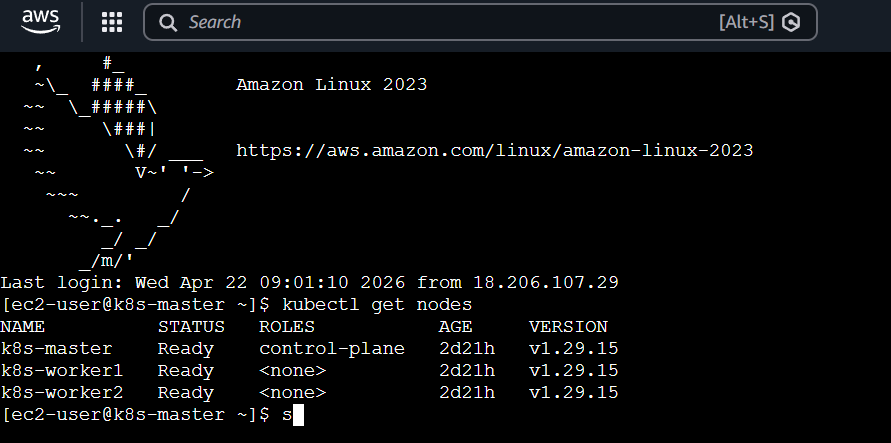 aws
Search [Alt+S]
   ,     #_
   ~\_  ####_        Amazon Linux 2023
  ~~  \_#####\
  ~~     \###|
  ~~       \#/ ___   https://aws.amazon.com/linux/amazon-linux-2023
   ~~       V~' '->
    ~~~         /
      ~~._.   _/
         _/ _/
       _/m/'
Last login: Wed Apr 22 09:01:10 2026 from 18.206.107.29
[ec2-user@k8s-master ~]$ kubectl get nodes
NAME          STATUS   ROLES           AGE     VERSION
k8s-master    Ready    control-plane   2d21h   v1.29.15
k8s-worker1   Ready    <none>          2d21h   v1.29.15
k8s-worker2   Ready    <none>          2d21h   v1.29.15
[ec2-user@k8s-master ~]$ s